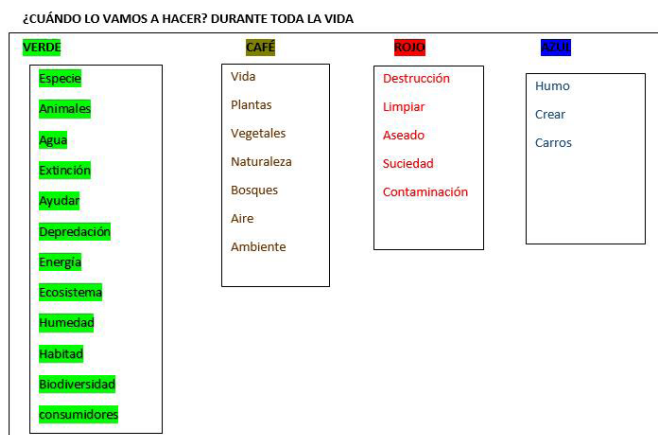 ¿CUÁNDO LO VAMOS A HACER? DURANTE TODA LA VIDA
VERDE
Especie
Animales
Agua
Extinción
Ayudar
Depredación
Energía
Ecosistema
Humedad
Habitad
Biodiversidad
consumidores
CAFÉ
Vida
Plantas
Vegetales
Naturaleza
Bosques
Aire
Ambiente
ROJO
Destrucción
Limpiar
Aseado
Suciedad
Contaminación
AZUL
Humo
Crear
Carros